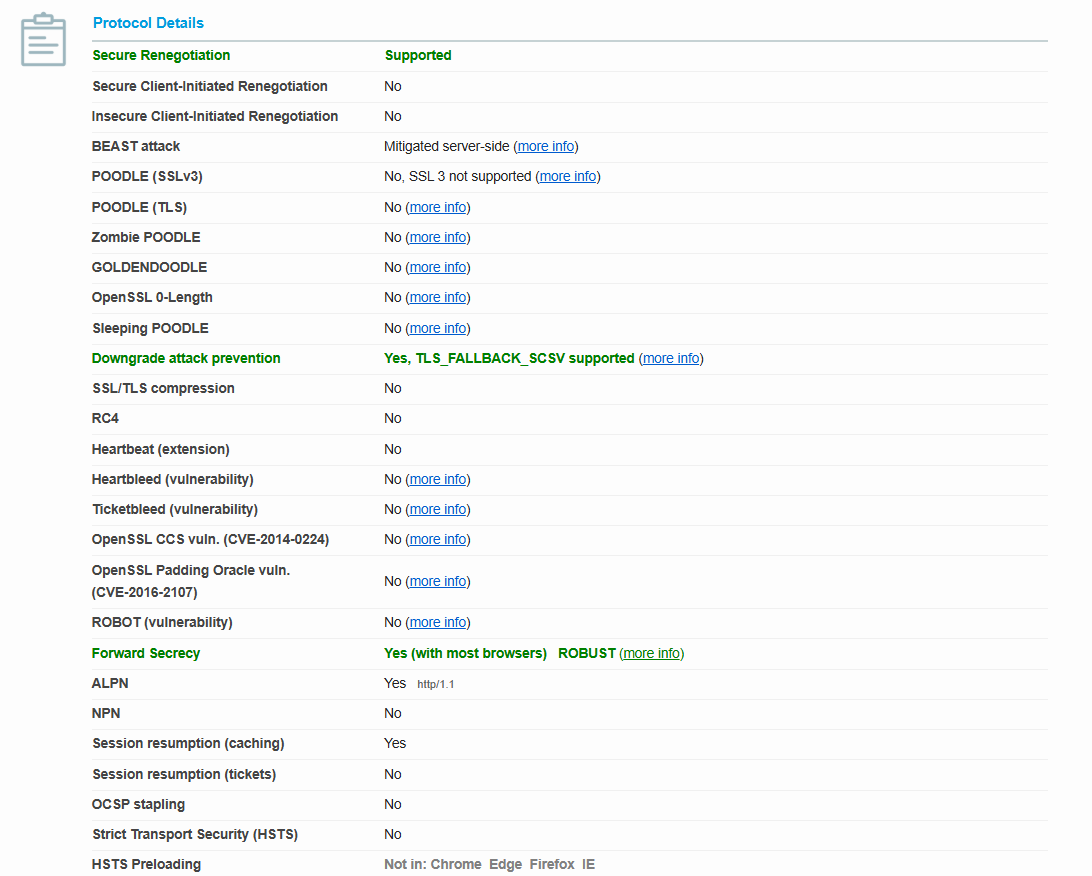 Protocol Details
Secure Renegotiation Supported
Secure Client-Initiated Renegotiation No
Insecure Client-Initiated Renegotiation No
BEAST attack Mitigated server-side (more info)
POODLE (SSLv3) No, SSL 3 not supported (more info)
POODLE (TLS) No (more info)
Zombie POODLE No (more info)
GOLDENDOODLE No (more info)
OpenSSL 0-Length No (more info)
Sleeping POODLE No (more info)
Downgrade attack prevention Yes, TLS_FALLBACK_SCSV supported (more info)
SSL/TLS compression No
RC4 No
Heartbeat (extension) No
Heartbleed (vulnerability) No (more info)
Ticketbleed (vulnerability) No (more info)
OpenSSL CCS vuln. (CVE-2014-0224) No (more info)
OpenSSL Padding Oracle vuln.
(CVE-2016-2107) No (more info)
ROBOT (vulnerability) No (more info)
Forward Secrecy Yes (with most browsers) ROBUST (more info)
ALPN Yes http/1.1
NPN No
Session resumption (caching) Yes
Session resumption (tickets) No
OCSP stapling No
Strict Transport Security (HSTS) No
HSTS Preloading Not in: Chrome Edge Firefox IE